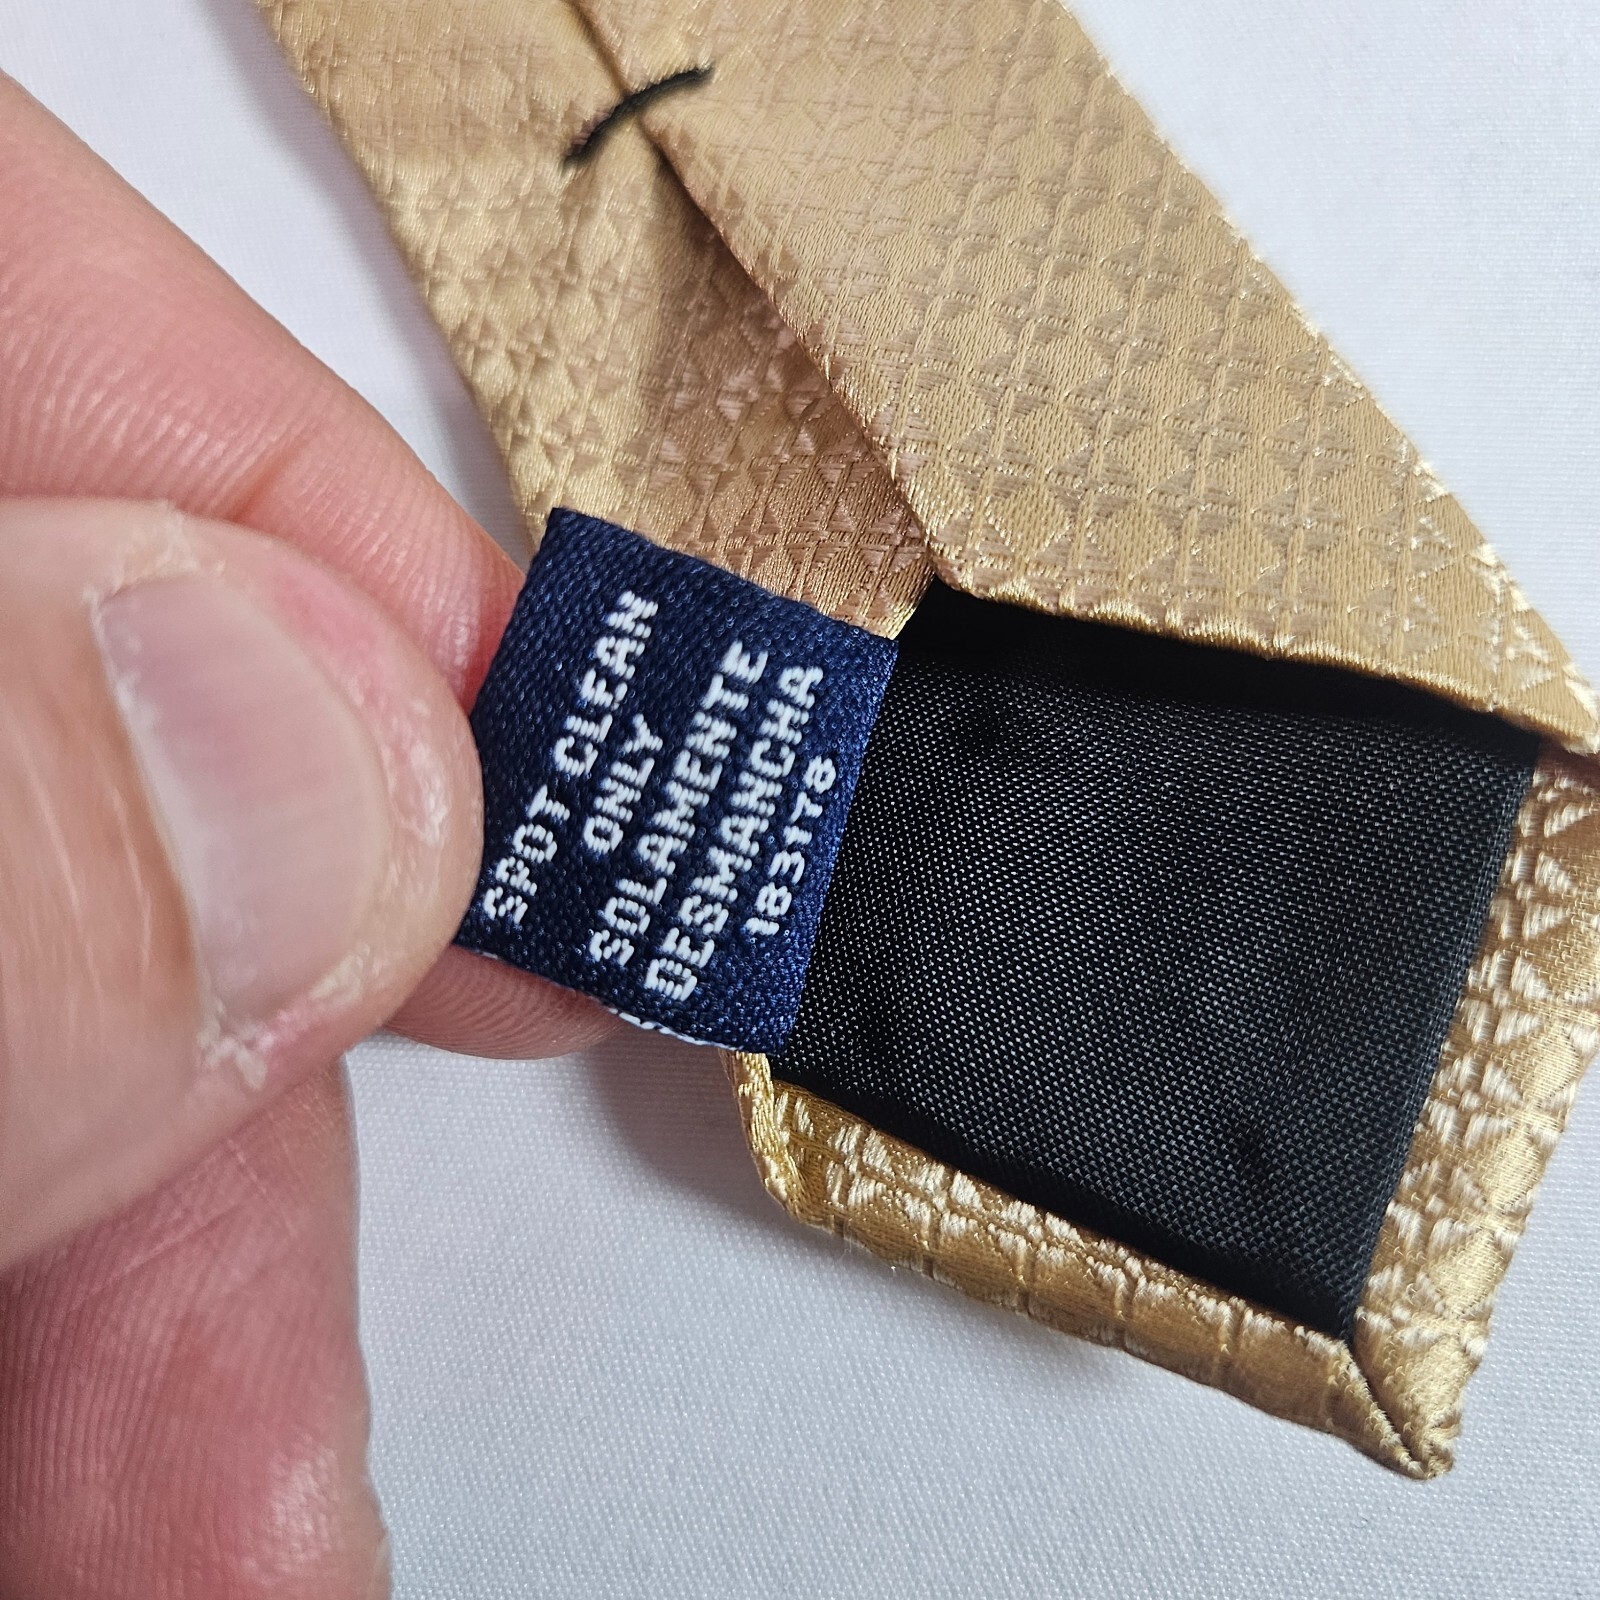 SPOT CLEAN
ONLY
SOLAMENTE
DESMANCHA
183178